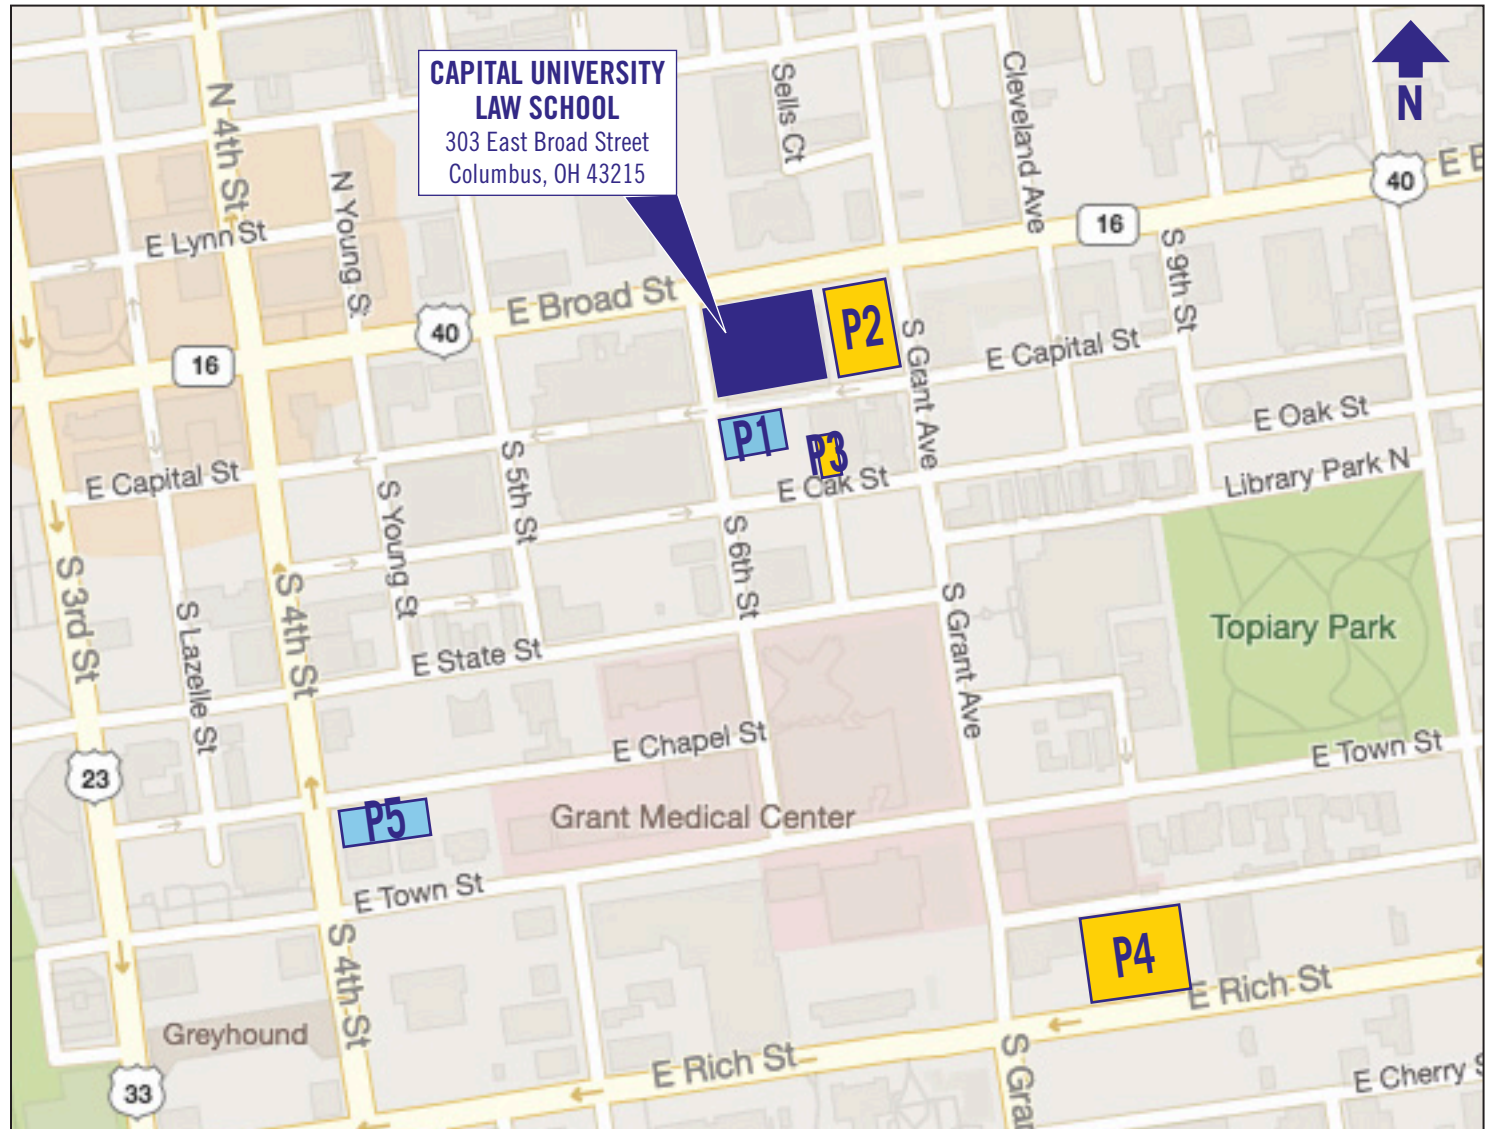 CAPITAL UNIVERSITY
LAW SCHOOL
303 East Broad Street
Columbus, OH 43215
N
N 4th St
N Young St
Sells Ct
Cleveland Ave
40
E B
16
S 9th St
E Lynn St
E Broad St
40
16
P2
S Grant Ave
E Capital St
E Oak St
P1
P3
E Oak St
Library Park N
E Capital St
S 5th St
S Young St
S 6th St
S 3rd St
S Lazelle St
S 4th St
E State St
S Grant Ave
Topiary Park
E Chapel St
E Town St
23
P5
Grant Medical Center
E Town St
S 4th St
P4
E Rich St
Greyhound
E Rich St
S Gra
E Cherry S
33